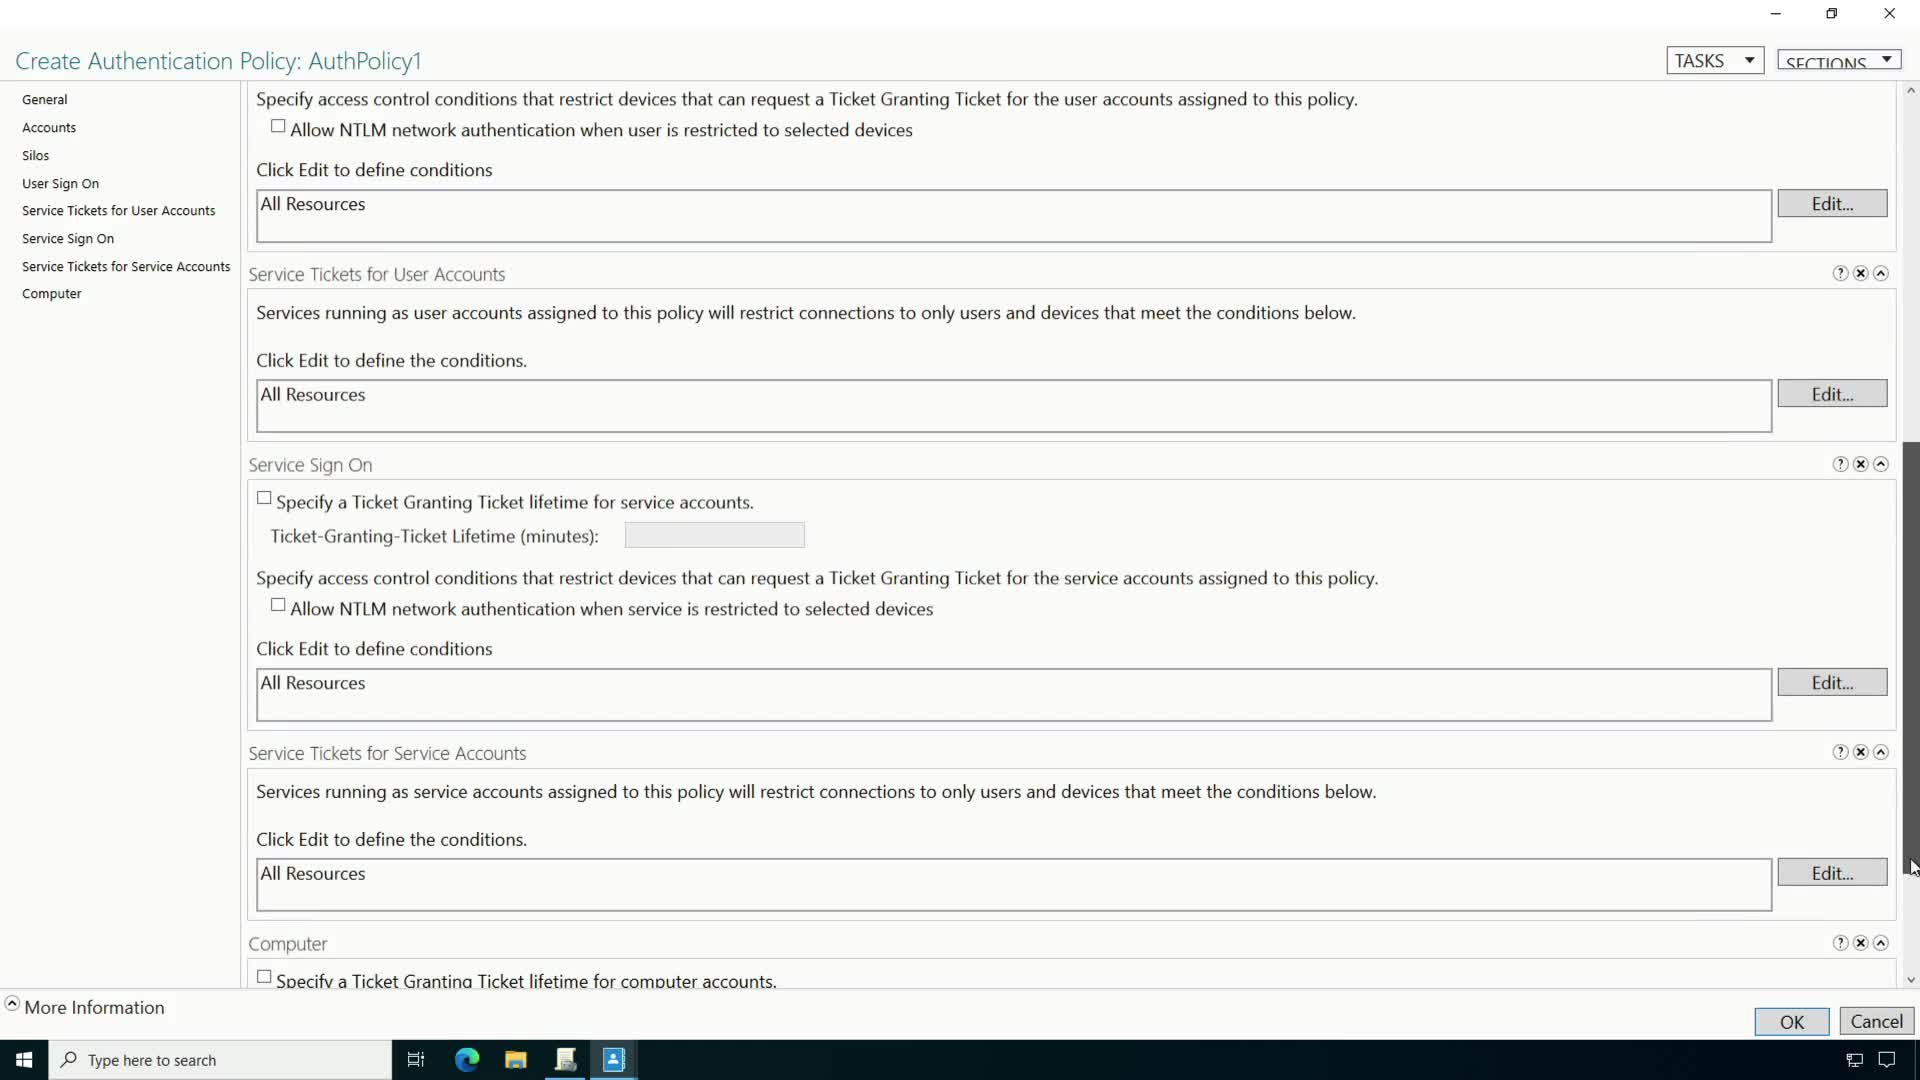 Create Authentication Policy: AuthPolicy1
TASKS
SECTIONS
General
Accounts
Silos
User Sign On
Service Tickets for User Accounts
Service Sign On
Service Tickets for Service Accounts
Computer
Specify access control conditions that restrict devices that can request a Ticket Granting Ticket for the user accounts assigned to this policy.
Allow NTLM network authentication when user is restricted to selected devices
Click Edit to define conditions
All Resources
Edit...
Service Tickets for User Accounts
Services running as user accounts assigned to this policy will restrict connections to only users and devices that meet the conditions below.
Click Edit to define the conditions.
All Resources
Edit...
Service Sign On
Specify a Ticket Granting Ticket lifetime for service accounts.
Ticket-Granting-Ticket Lifetime (minutes):
Specify access control conditions that restrict devices that can request a Ticket Granting Ticket for the service accounts assigned to this policy.
Allow NTLM network authentication when service is restricted to selected devices
Click Edit to define conditions
All Resources
Edit...
Service Tickets for Service Accounts
Services running as service accounts assigned to this policy will restrict connections to only users and devices that meet the conditions below.
Click Edit to define the conditions.
All Resources
Edit...
Computer
Specify a Ticket Granting Ticket lifetime for computer accounts.
More Information
OK
Cancel
Type here to search